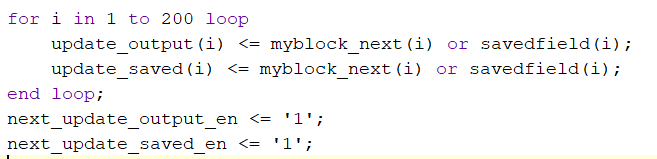 for i in 1 to 200 loop
    update_output(i) <= myblock_next(i) or savedfield(i);
    update_saved(i) <= myblock_next(i) or savedfield(i);
end loop;
next_update_output_en <= '1';
next_update_saved_en <= '1';